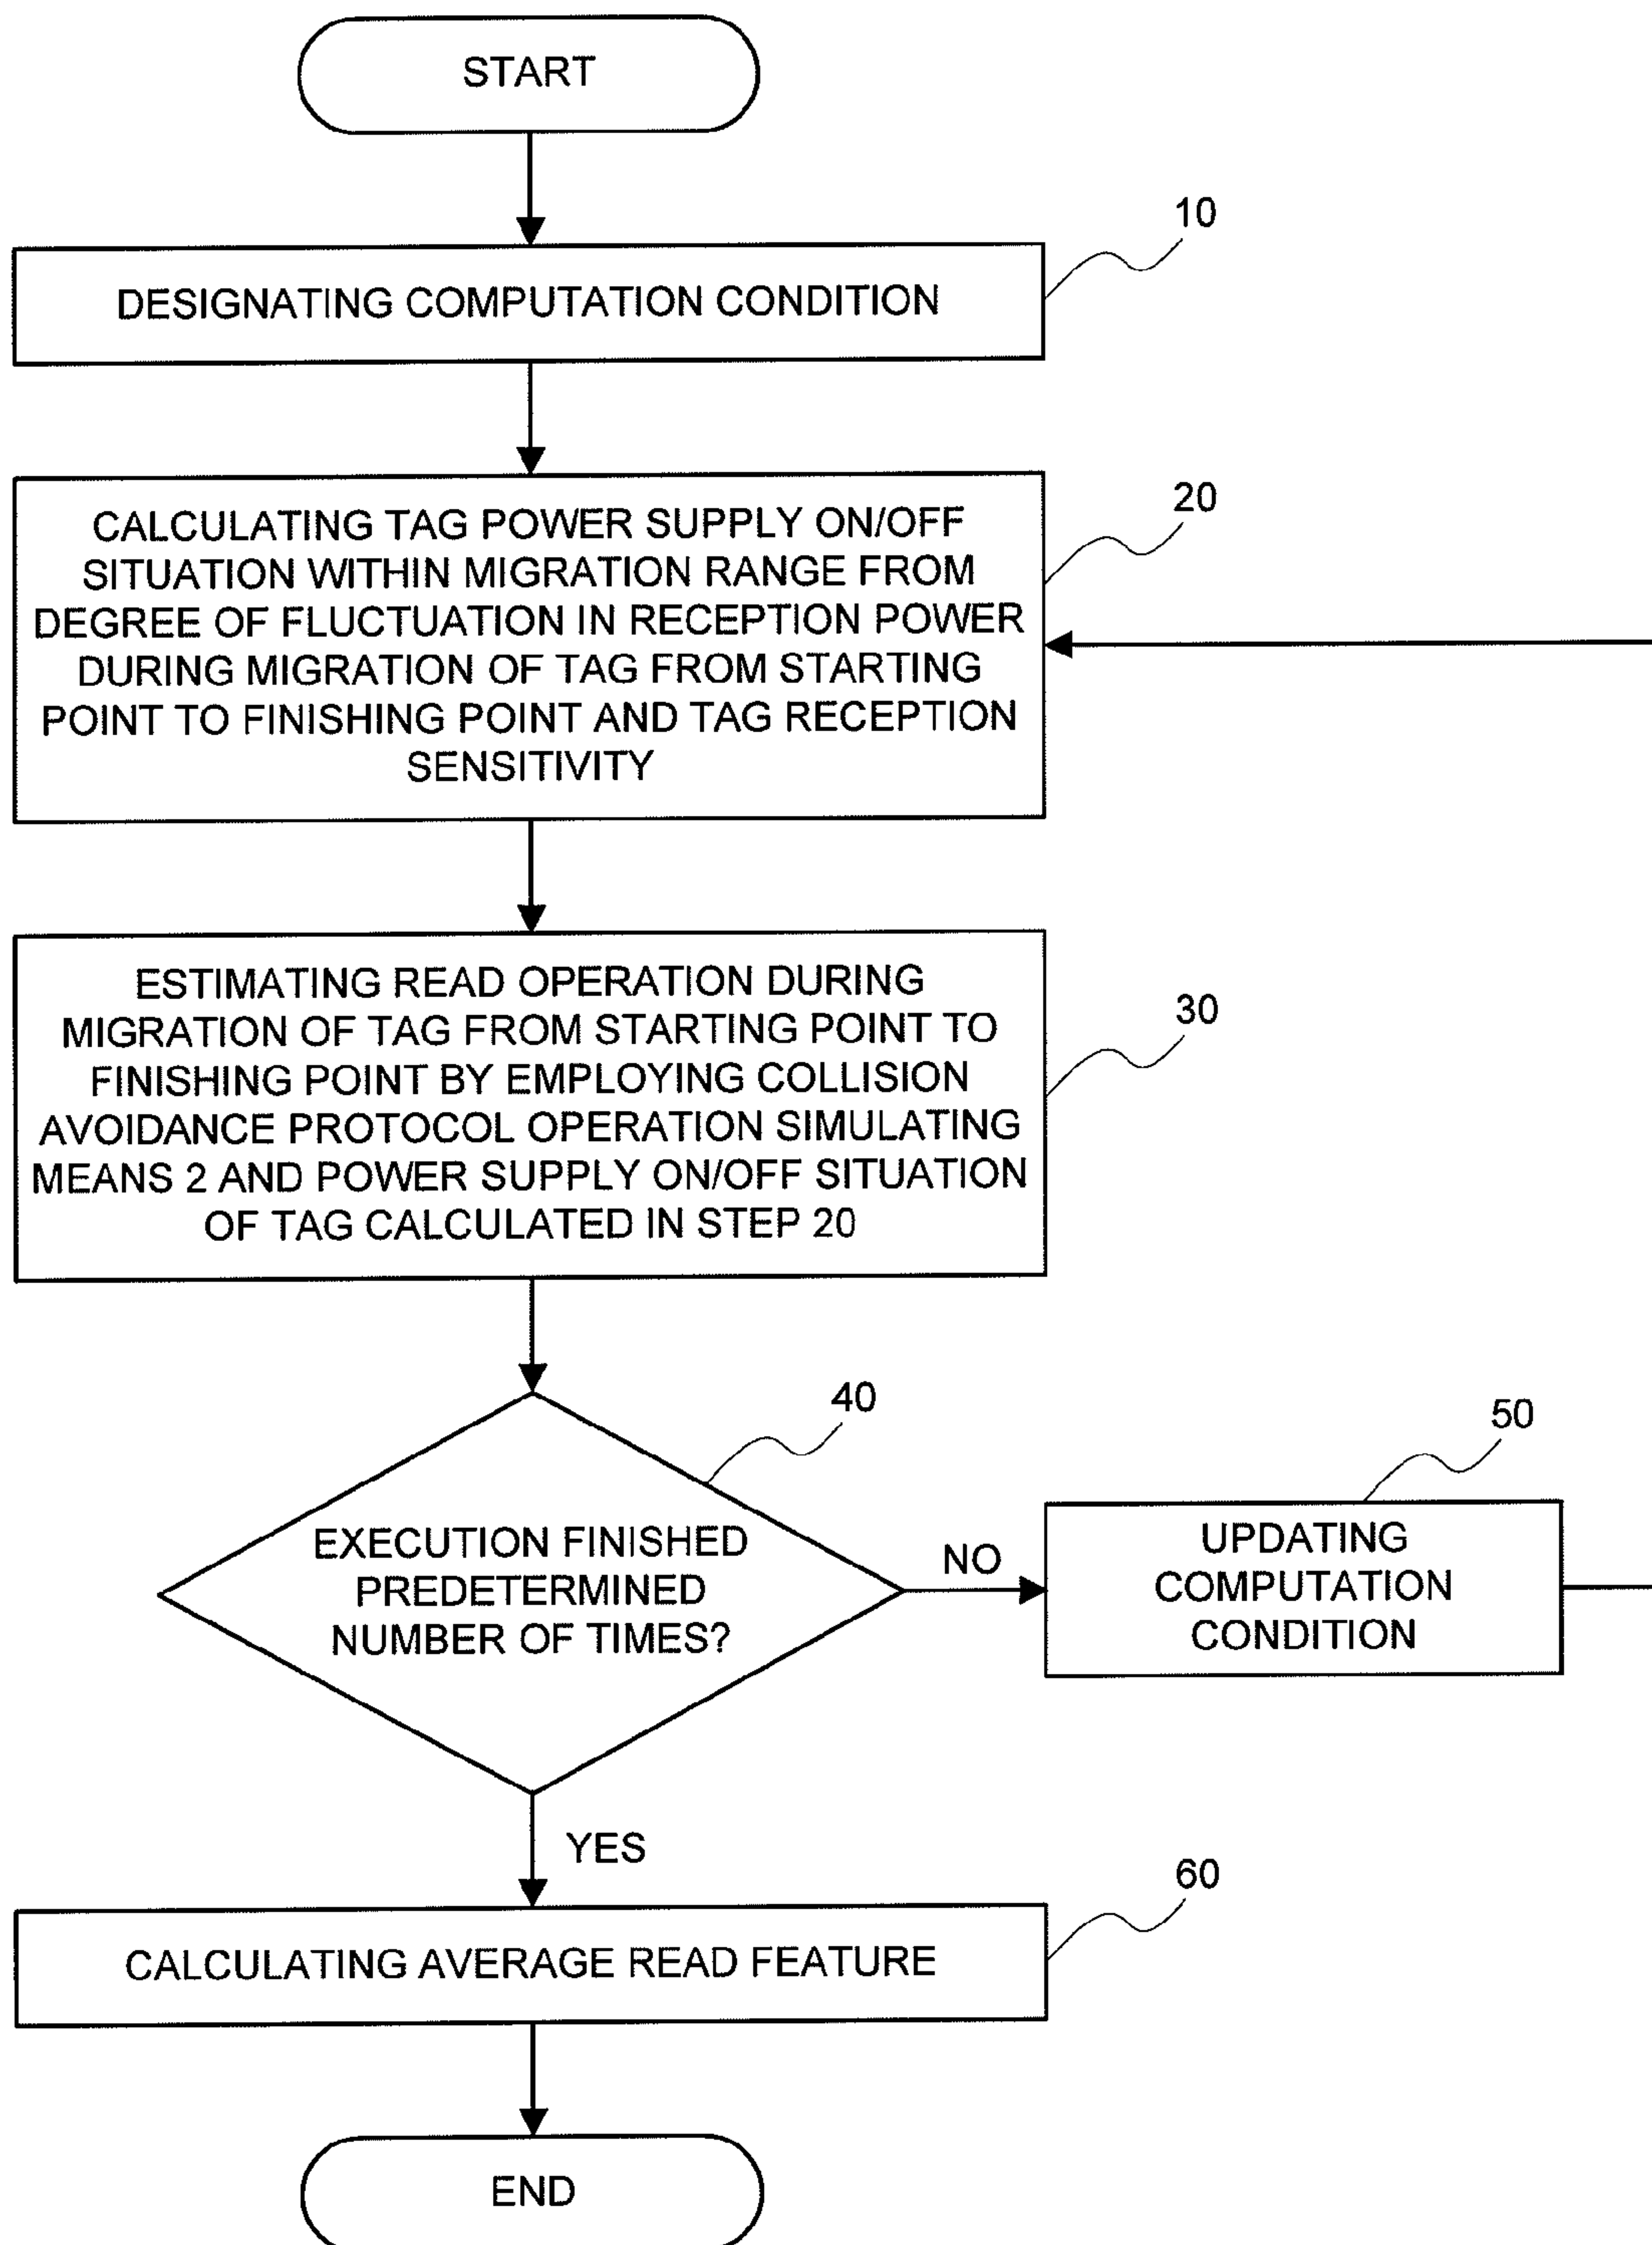 START
10
DESIGNATING COMPUTATION CONDITION
20
CALCULATING TAG POWER SUPPLY ON/OFF
SITUATION WITHIN MIGRATION RANGE FROM
DEGREE OF FLUCTUATION IN RECEPTION POWER
DURING MIGRATION OF TAG FROM STARTING
POINT TO FINISHING POINT AND TAG RECEPTION
SENSITIVITY
30
ESTIMATING READ OPERATION DURING
MIGRATION OF TAG FROM STARTING POINT TO
FINISHING POINT BY EMPLOYING COLLISION
AVOIDANCE PROTOCOL OPERATION SIMULATING
MEANS 2 AND POWER SUPPLY ON/OFF SITUATION
OF TAG CALCULATED IN STEP 20
40
EXECUTION FINISHED
PREDETERMINED
NUMBER OF TIMES?
NO
50
UPDATING
COMPUTATION
CONDITION
YES
60
CALCULATING AVERAGE READ FEATURE
END